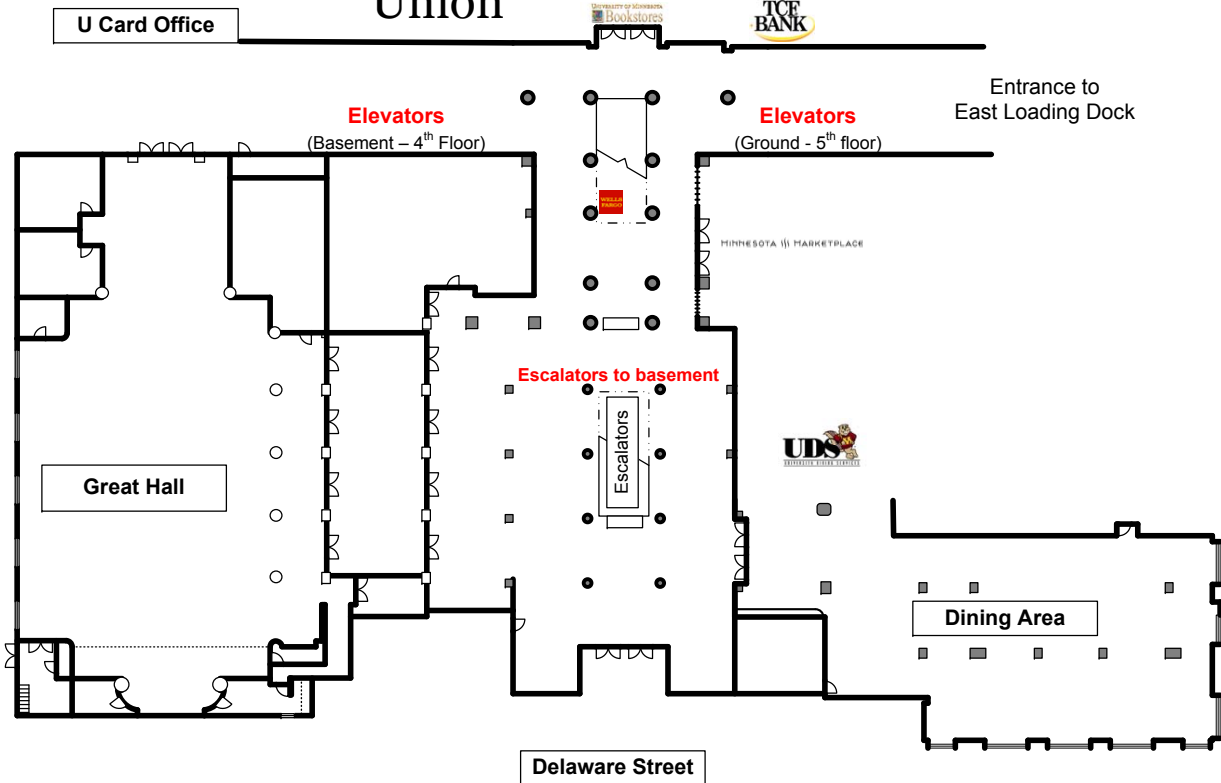 Union
U Card Office
UNIVERSITY OF MINNESOTA
Bookstores
TCF
BANK
Entrance to
East Loading Dock
Elevators
(Basement – 4th Floor)
Elevators
(Ground - 5th floor)
WELLS
FARGO
MINNESOTA MARKETPLACE
Escalators to basement
Escalators
UDS
UNIVERSITY DINING SERVICES
Great Hall
Dining Area
Delaware Street